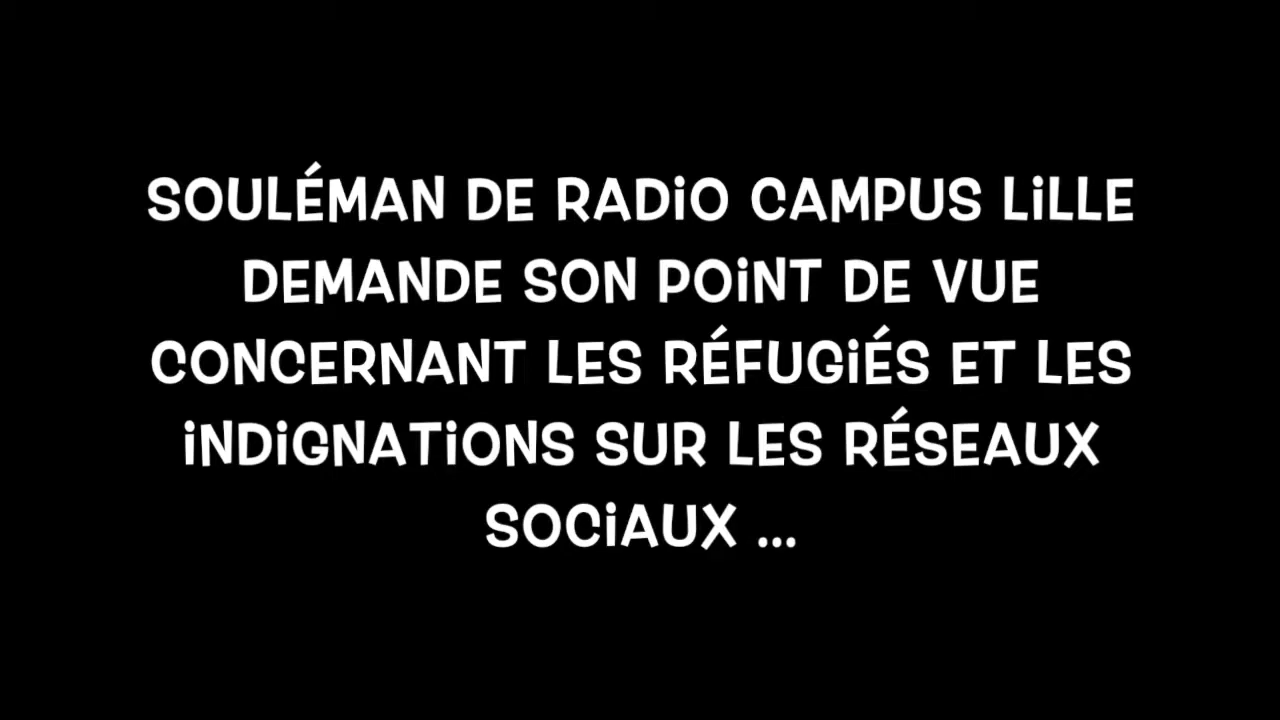 SOULÉMAN DE RADiO CAMPUS LiLLE
DEMANDE SON POiNT DE VUE
CONCERNANT LES RÉFUGiÉS ET LES
iNDiGNATiONS SUR LES RÉSEAUX
SOCiAUX ...